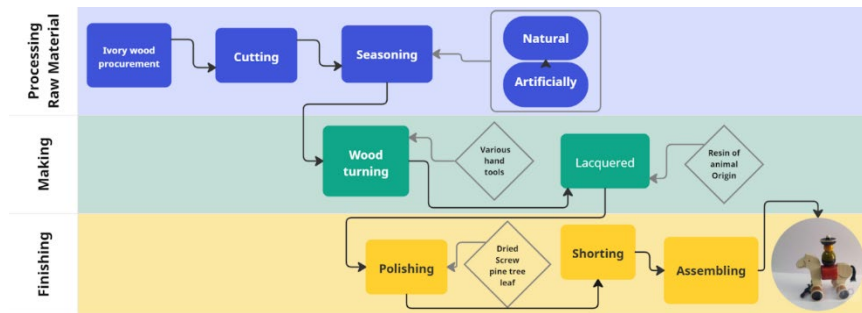 Processing
Raw Material
Ivory wood
procurement
Cutting
Seasoning
Natural
Artificially
Making
Wood
turning
Various
hand
tools
Lacquered
Resin of
animal
Origin
Finishing
Polishing
Dried
Screw
pine tree
leaf
Shorting
Assembling